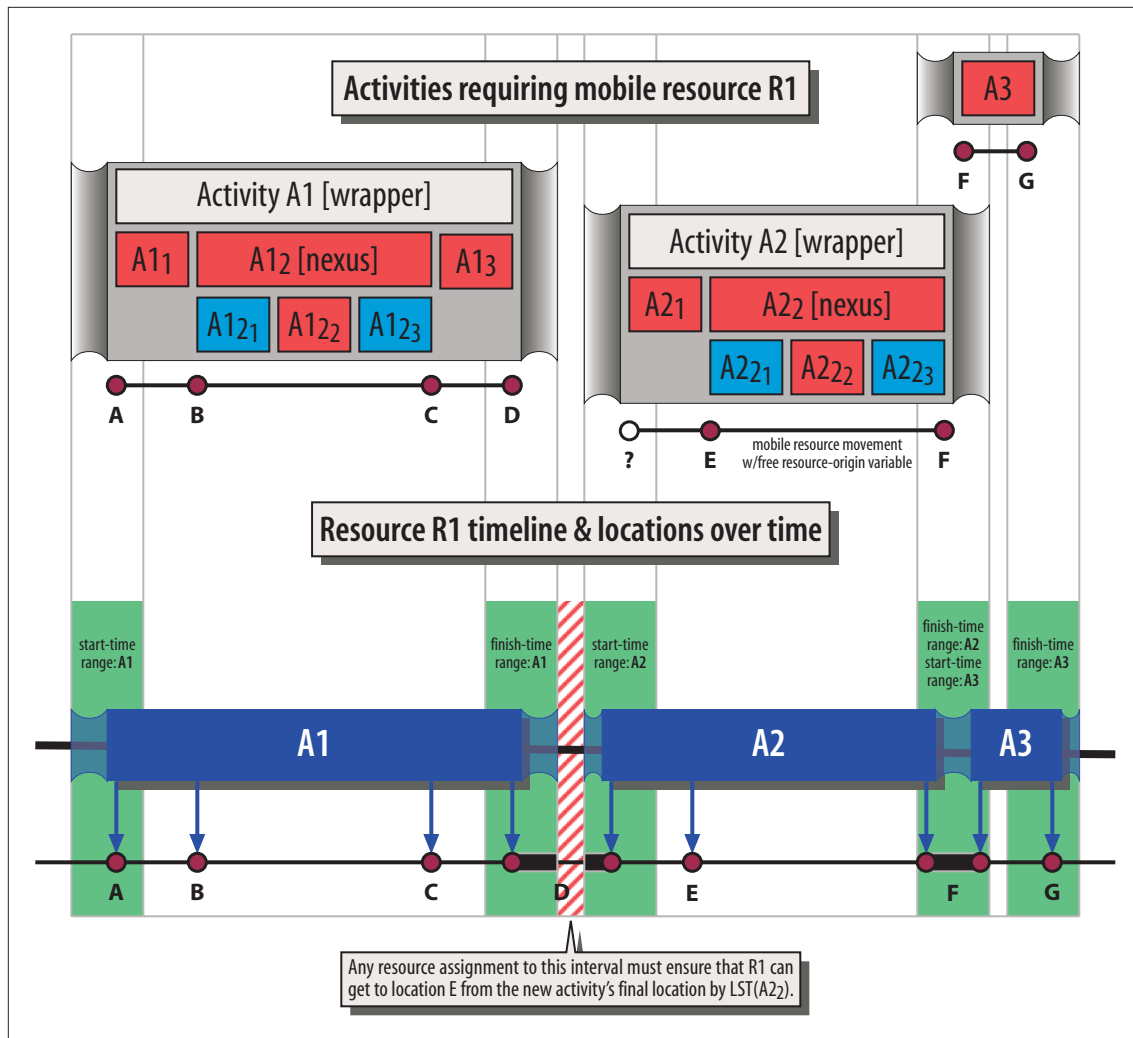 Activities requiring mobile resource R1
A3
F G
Activity A1 [wrapper]
A1₁ A1₂ [nexus] A1₃
A1₂₁ A1₂₂ A1₂₃
A B C D
Activity A2 [wrapper]
A2₁ A2₂ [nexus]
A2₂₁ A2₂₂ A2₂₃
? E F
mobile resource movement
w/free resource-origin variable
Resource R1 timeline & locations over time
start-time
range: A1
finish-time
range: A1
start-time
range: A2
finish-time
range: A2
start-time
range: A3
finish-time
range: A3
A1 A2 A3
A B C D E F G
Any resource assignment to this interval must ensure that R1 can
get to location E from the new activity's final location by LST(A2₂).